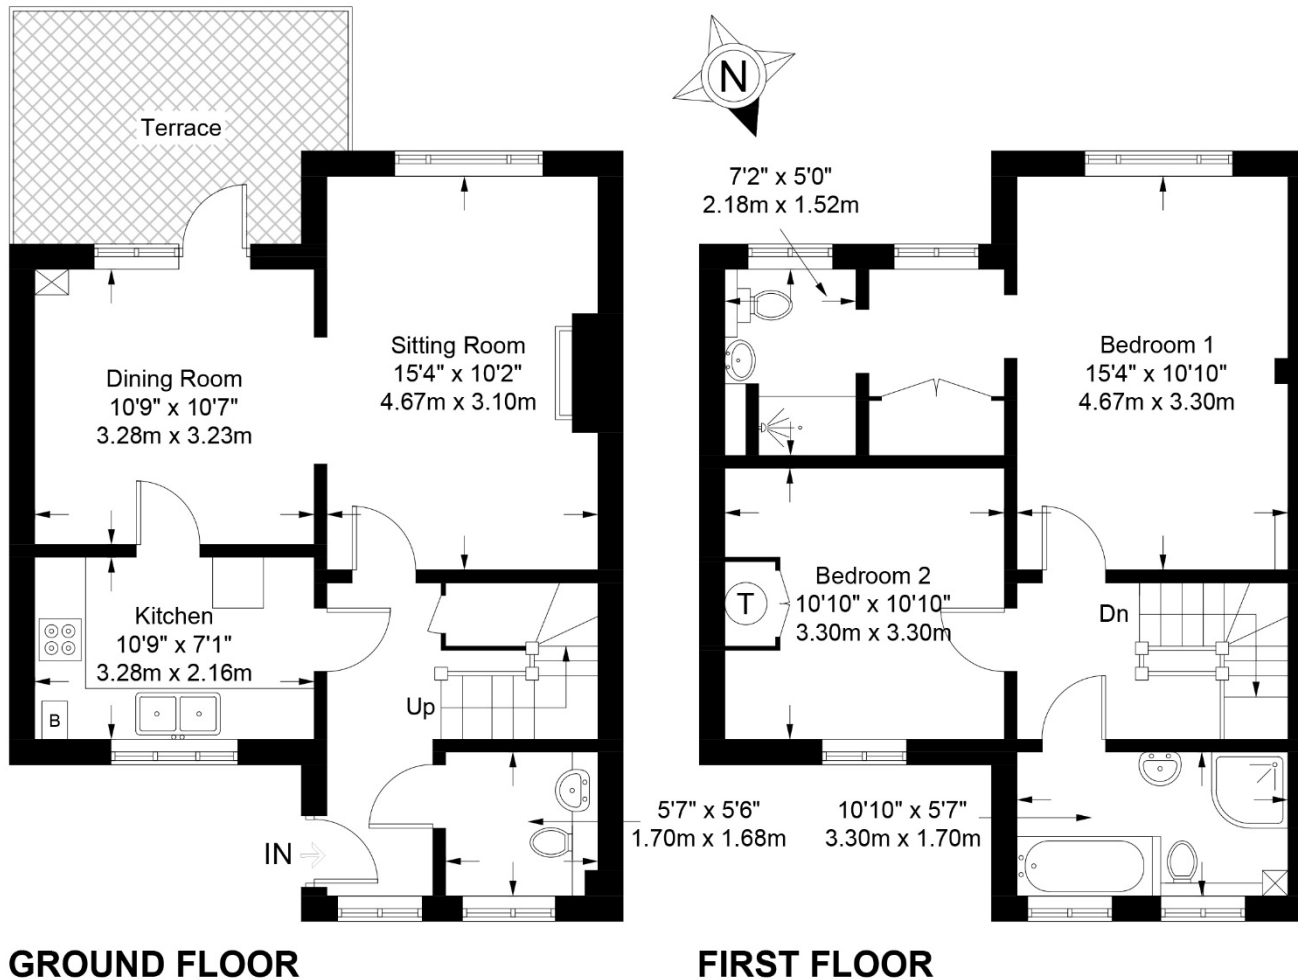 Terrace
N
7'2" x 5'0"
2.18m x 1.52m
Sitting Room
15'4" x 10'2"
4.67m x 3.10m
Dining Room
10'9" x 10'7"
3.28m x 3.23m
Bedroom 1
15'4" x 10'10"
4.67m x 3.30m
Kitchen
10'9" x 7'1"
3.28m x 2.16m
B
Up
T
Bedroom 2
10'10" x 10'10"
3.30m x 3.30m
Dn
IN
5'7" x 5'6"
1.70m x 1.68m
10'10" x 5'7"
3.30m x 1.70m
GROUND FLOOR
FIRST FLOOR